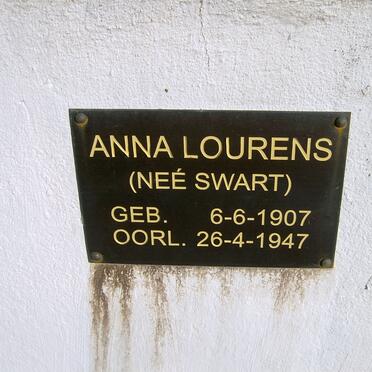 ANNA LOURENS
(NEÉ SWART)
GEB. 6-6-1907
OORL. 26-4-1947